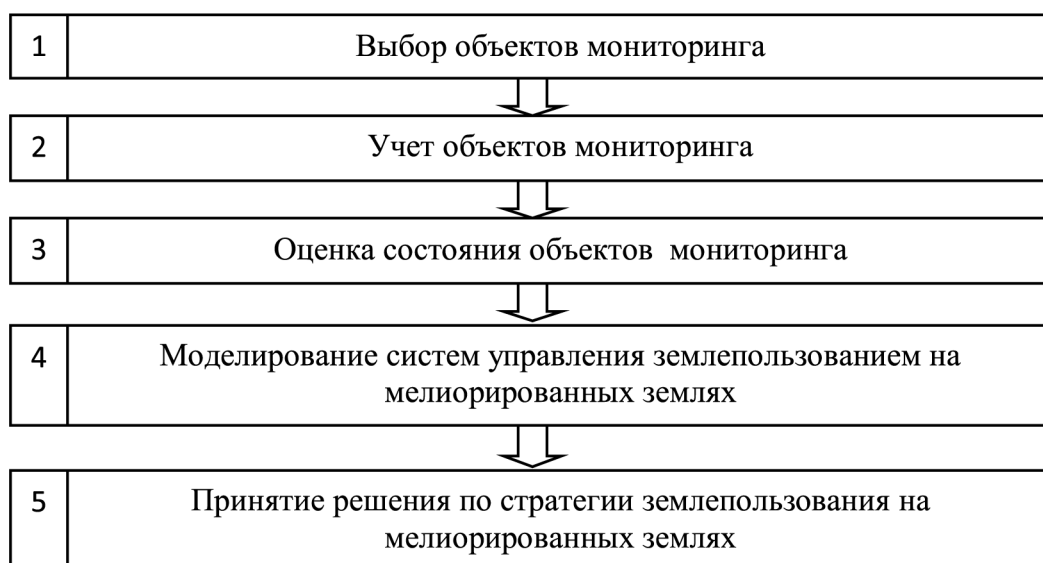 1 Выбор объектов мониторинга
2 Учет объектов мониторинга
3 Оценка состояния объектов мониторинга
4 Моделирование систем управления землепользованием на
мелиорированных землях
5 Принятие решения по стратегии землепользования на
мелиорированных землях